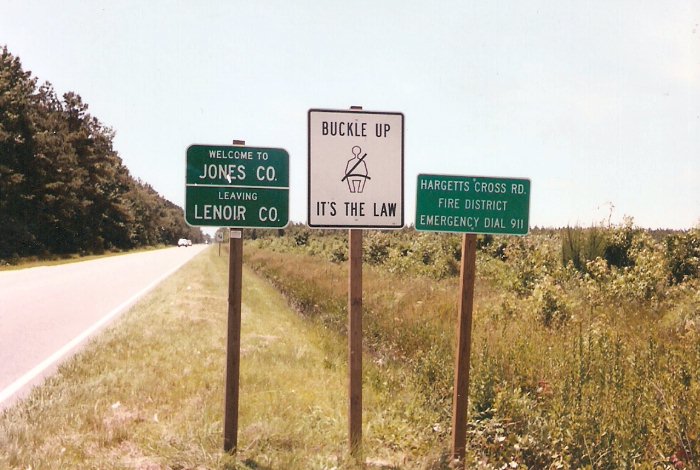 WELCOME TO
JONES CO.
LEAVING
LENOIR CO.
BUCKLE UP
IT'S THE LAW
HARGETTS CROSS RD.
FIRE DISTRICT
EMERGENCY DIAL 911